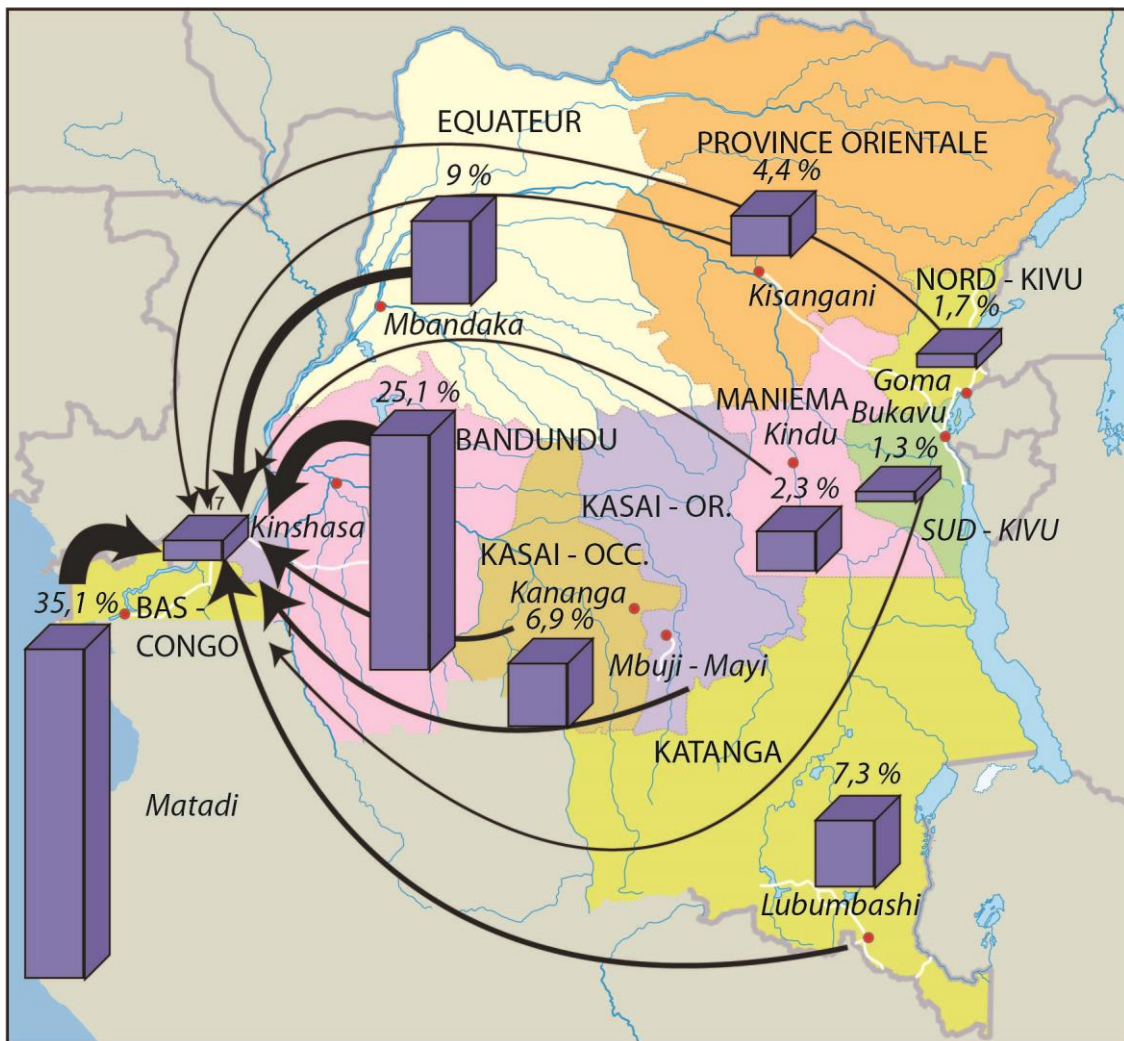 EQUATEUR
9 %
PROVINCE ORIENTALE
4,4 %
Kisangani
NORD - KIVU
1,7 %
Goma
Mbandaka
25,1 %
BANDUNDU
MANIEMA
Kindu
2,3 %
Bukavu
1,3 %
SUD - KIVU
KASAI - OR.
17
Kinshasa
KASAI - OCC.
Kananga
6,9 %
35,1 %
BAS -
CONGO
Mbuji - Mayi
KATANGA
7,3 %
Matadi
Lubumbashi